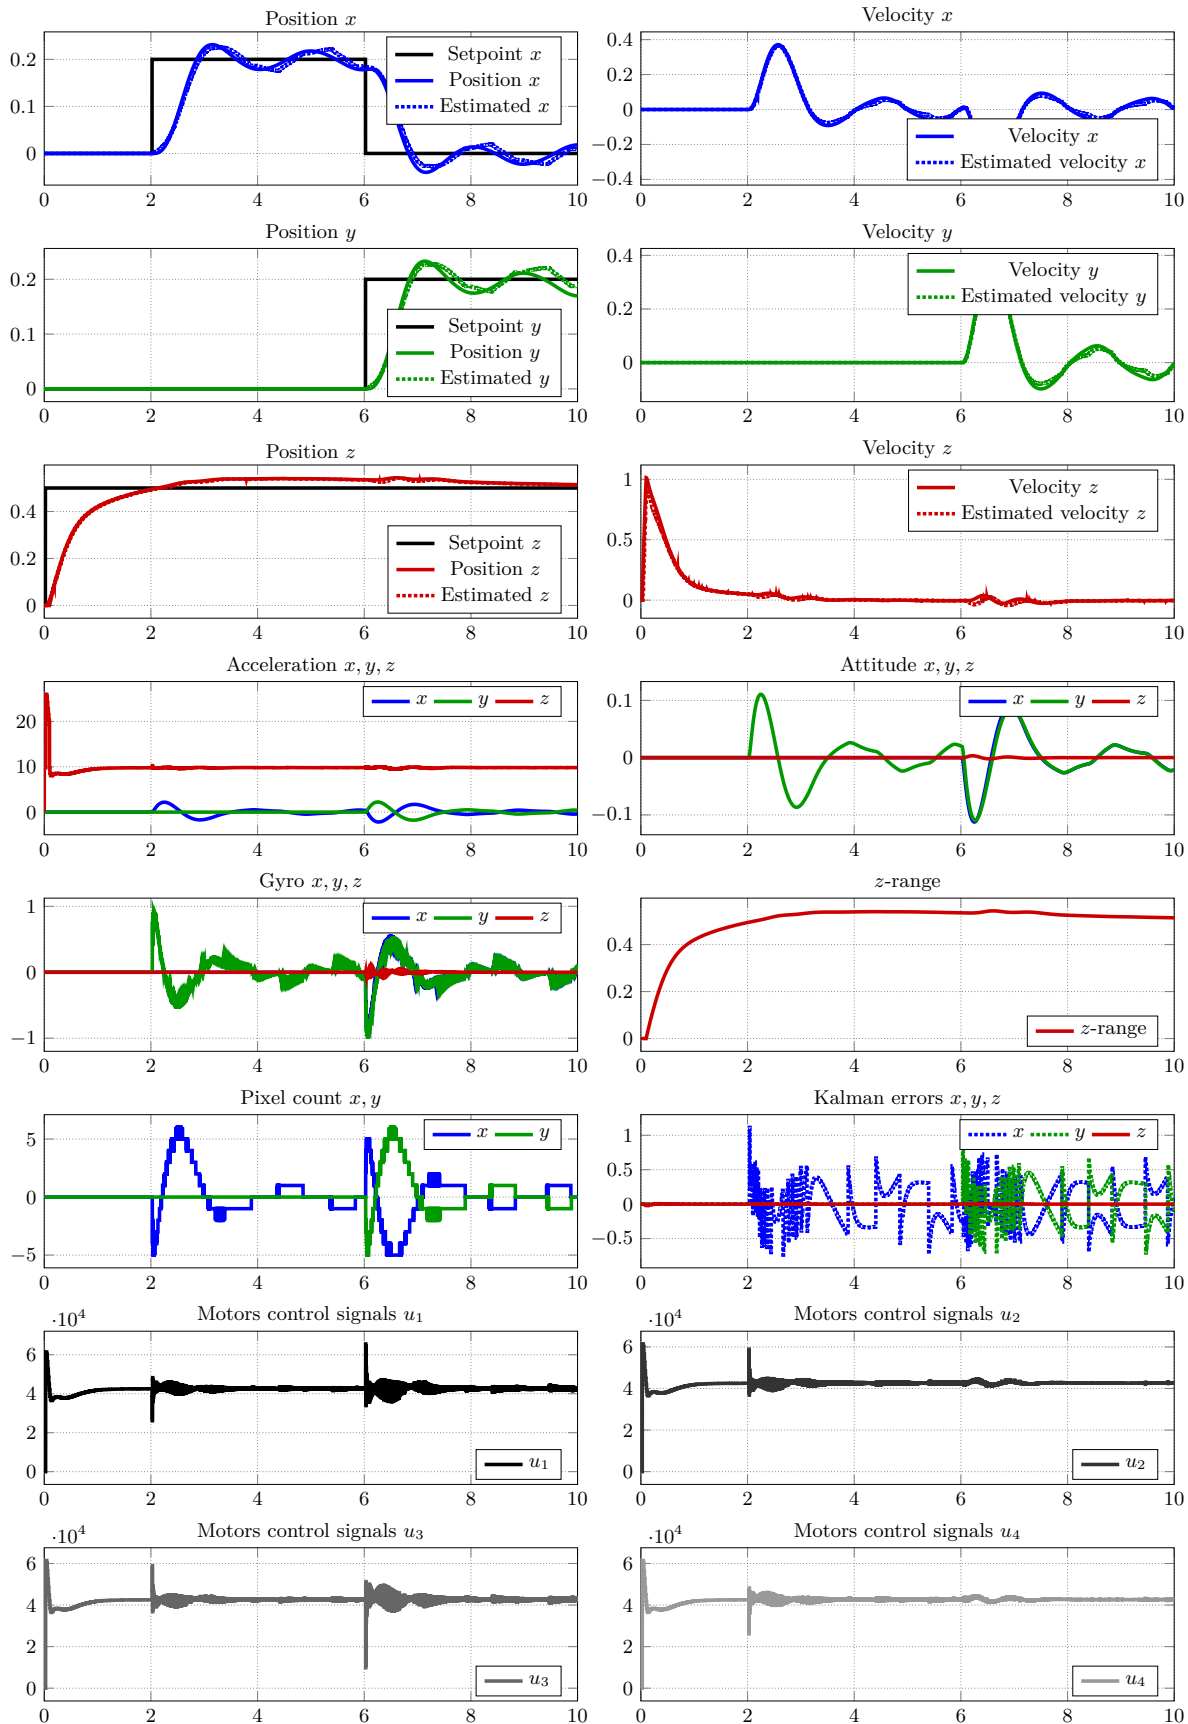 Position x
0.2
0.1
0
Setpoint x
Position x
Estimated x
0 2 4 6 8 10
Velocity x
0.4
0.2
0
−0.2
−0.4
Velocity x
Estimated velocity x
0 2 4 6 8 10
Position y
0.2
0.1
0
Setpoint y
Position y
Estimated y
0 2 4 6 8 10
Velocity y
0.4
0.2
0
Velocity y
Estimated velocity y
0 2 4 6 8 10
Position z
0.4
0.2
0
Setpoint z
Position z
Estimated z
0 2 4 6 8 10
Velocity z
1
0.5
0
Velocity z
Estimated velocity z
0 2 4 6 8 10
Acceleration x, y, z
20
10
0
x y z
0 2 4 6 8 10
Attitude x, y, z
0.1
0
−0.1
x y z
0 2 4 6 8 10
Gyro x, y, z
1
0
−1
x y z
0 2 4 6 8 10
z-range
0.4
0.2
0
z-range
0 2 4 6 8 10
Pixel count x, y
5
0
−5
x y
0 2 4 6 8 10
Kalman errors x, y, z
1
0.5
0
−0.5
x y z
0 2 4 6 8 10
Motors control signals u₁
·10⁴
6
4
2
0
u₁
0 2 4 6 8 10
Motors control signals u₂
·10⁴
6
4
2
0
u₂
0 2 4 6 8 10
Motors control signals u₃
·10⁴
6
4
2
0
u₃
0 2 4 6 8 10
Motors control signals u₄
·10⁴
6
4
2
0
u₄
0 2 4 6 8 10